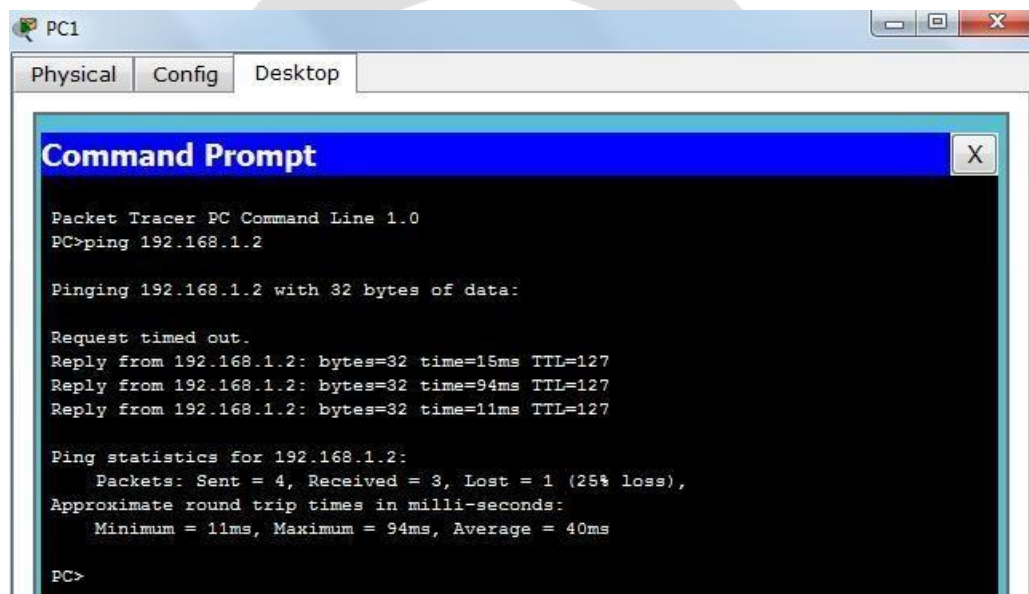 PC1
Physical Config Desktop
Command Prompt
X
Packet Tracer PC Command Line 1.0
PC>ping 192.168.1.2
Pinging 192.168.1.2 with 32 bytes of data:
Request timed out.
Reply from 192.168.1.2: bytes=32 time=15ms TTL=127
Reply from 192.168.1.2: bytes=32 time=94ms TTL=127
Reply from 192.168.1.2: bytes=32 time=11ms TTL=127
Ping statistics for 192.168.1.2:
Packets: Sent = 4, Received = 3, Lost = 1 (25% loss),
Approximate round trip times in milli-seconds:
Minimum = 11ms, Maximum = 94ms, Average = 40ms
PC>